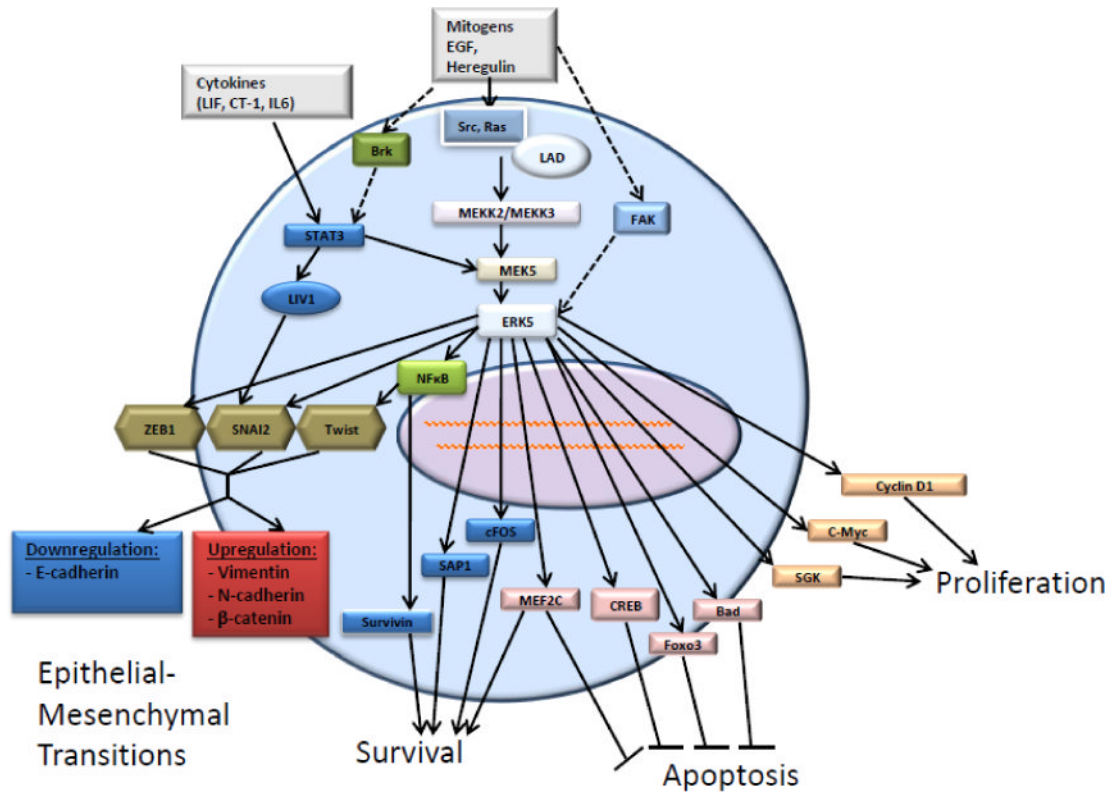 Mitogens
EGF,
Heregulin
Cytokines
(LIF, CT-1, IL6)
Src, Ras
LAD
Brk
MEKK2/MEKK3
FAK
STAT3
MEK5
LIV1
ERK5
NFκB
ZEB1
SNAI2
Twist
Cyclin D1
C-Myc
SGK
Proliferation
cFOS
SAP1
MEF2C
CREB
Bad
Foxo3
Survivin
Downregulation:
- E-cadherin
Upregulation:
- Vimentin
- N-cadherin
- β-catenin
Epithelial-
Mesenchymal
Transitions
Survival
Apoptosis